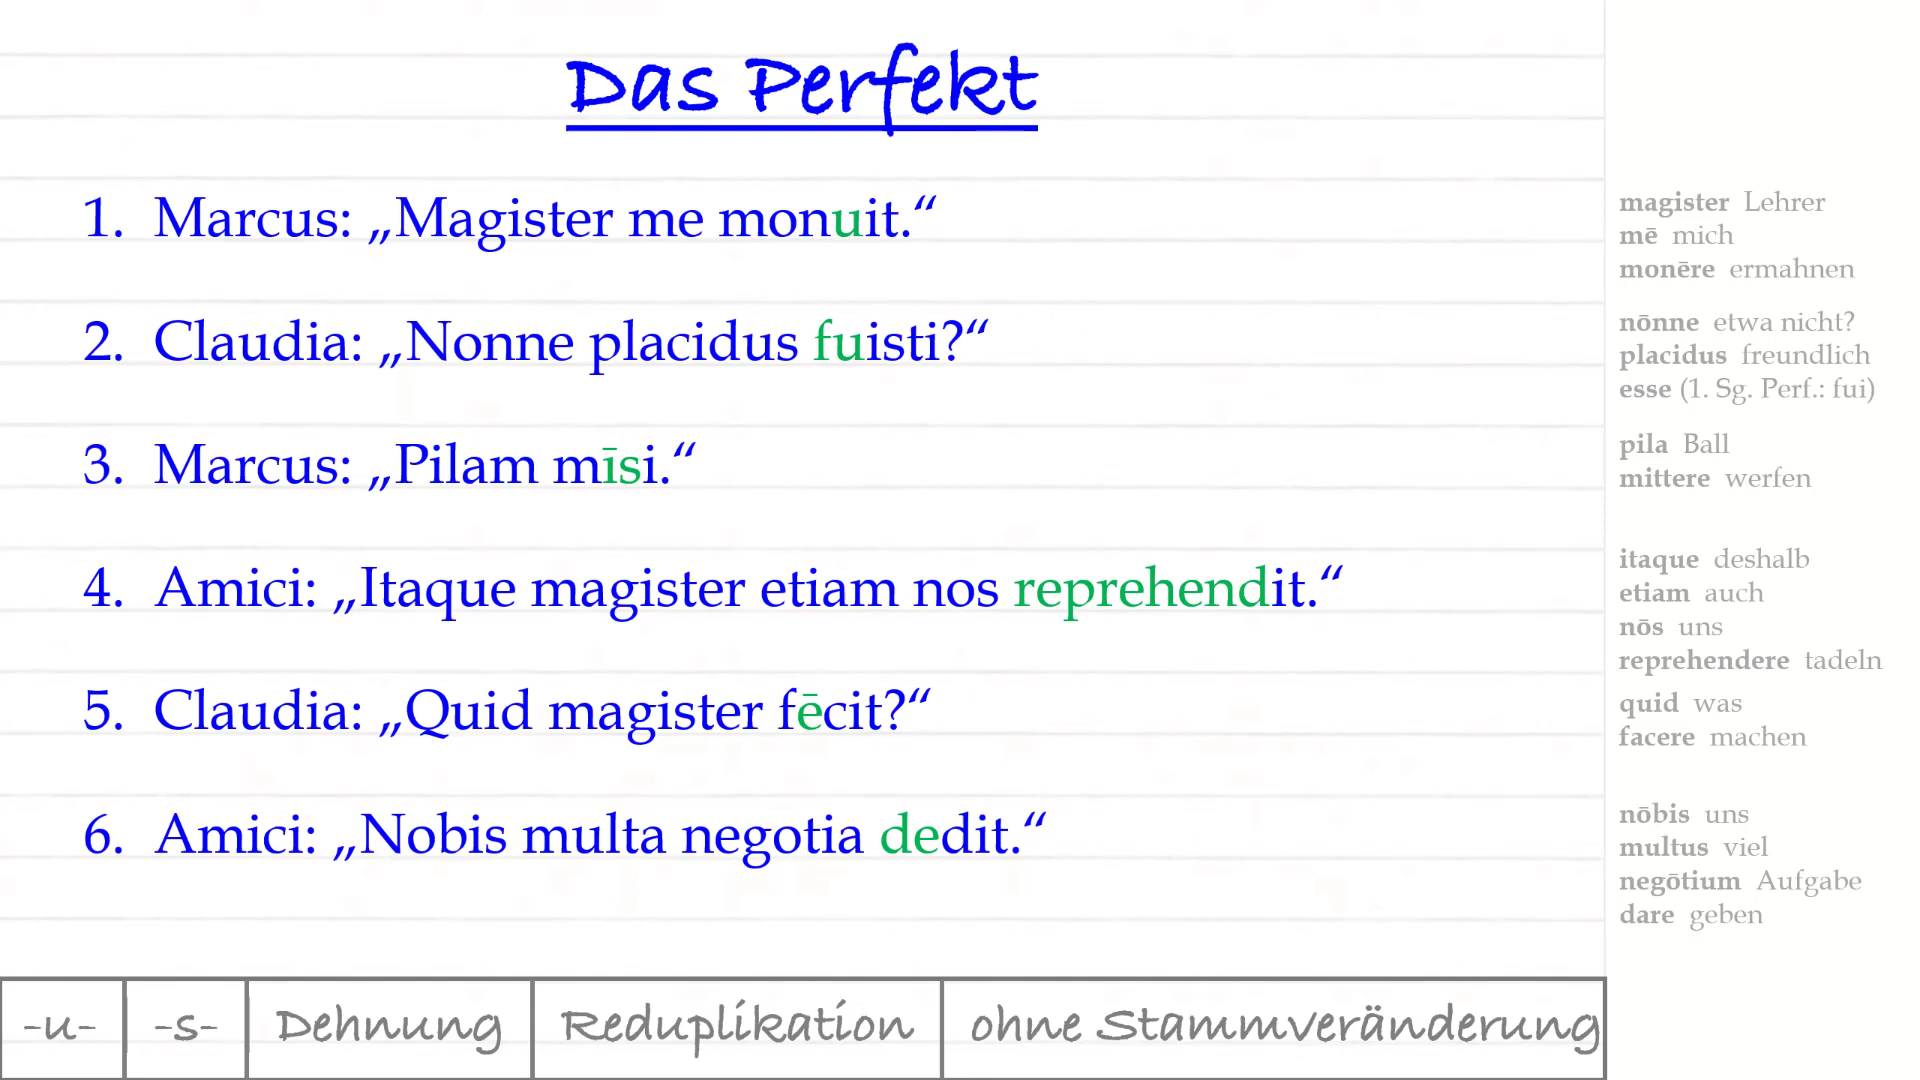 Das Perfekt
1. Marcus: „Magister me monuit.“
2. Claudia: „Nonne placidus fuisti?“
3. Marcus: „Pilam mīsi.“
4. Amici: „Itaque magister etiam nos reprehendit.“
5. Claudia: „Quid magister fēcit?“
6. Amici: „Nobis multa negotia dedit.“
magister Lehrer
mē mich
monēre ermahnen
nōnne etwa nicht?
placidus freundlich
esse (1. Sg. Perf.: fui)
pila Ball
mittere werfen
itaque deshalb
etiam auch
nōs uns
reprehendere tadeln
quid was
facere machen
nōbis uns
multus viel
negōtium Aufgabe
dare geben
-u- -s- Dehnung Reduplikation ohne Stammveränderung